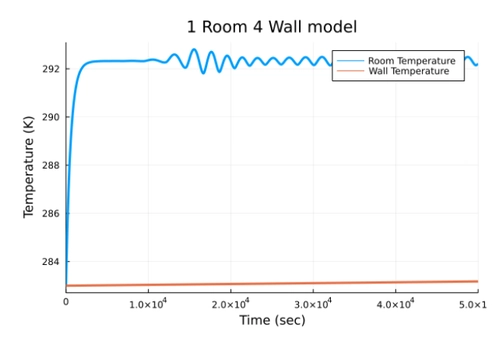 1 Room 4 Wall model
Room Temperature
Wall Temperature
Temperature (K)
292
290
288
286
284
0
1.0×10⁴
2.0×10⁴
3.0×10⁴
4.0×10⁴
5.0×1
Time (sec)